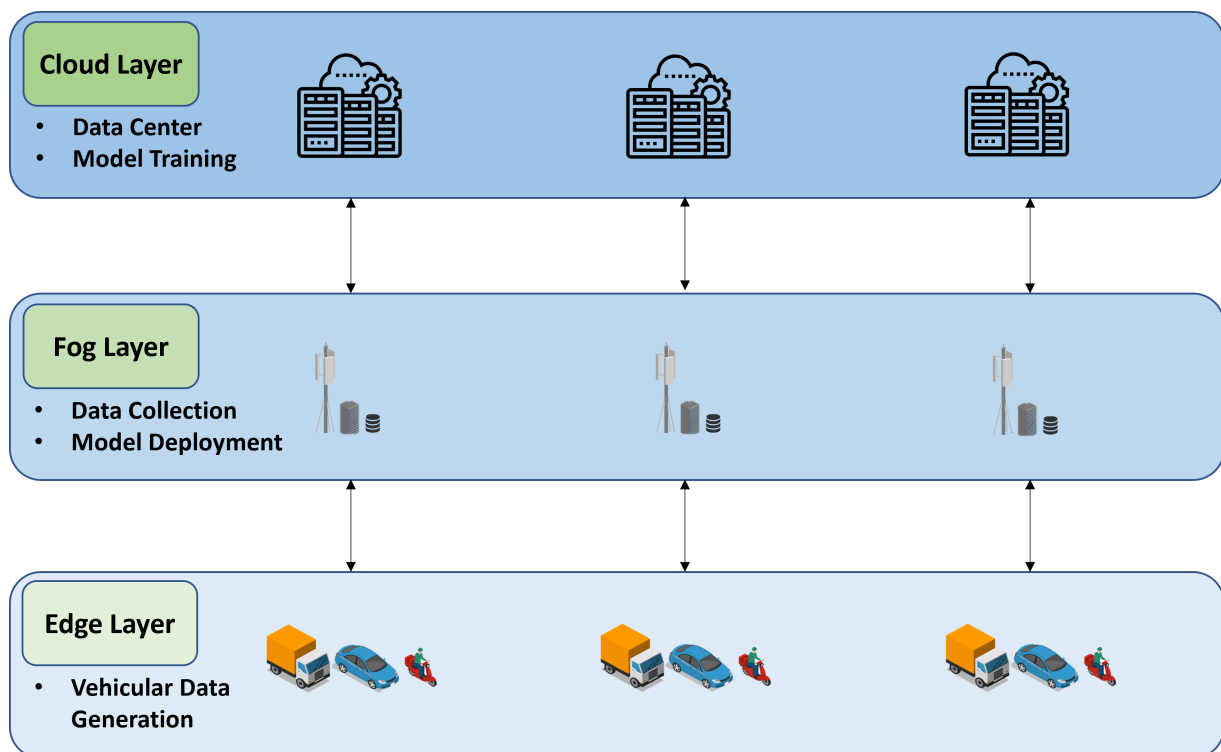 Cloud Layer
• Data Center
• Model Training
Fog Layer
• Data Collection
• Model Deployment
Edge Layer
• Vehicular Data
Generation